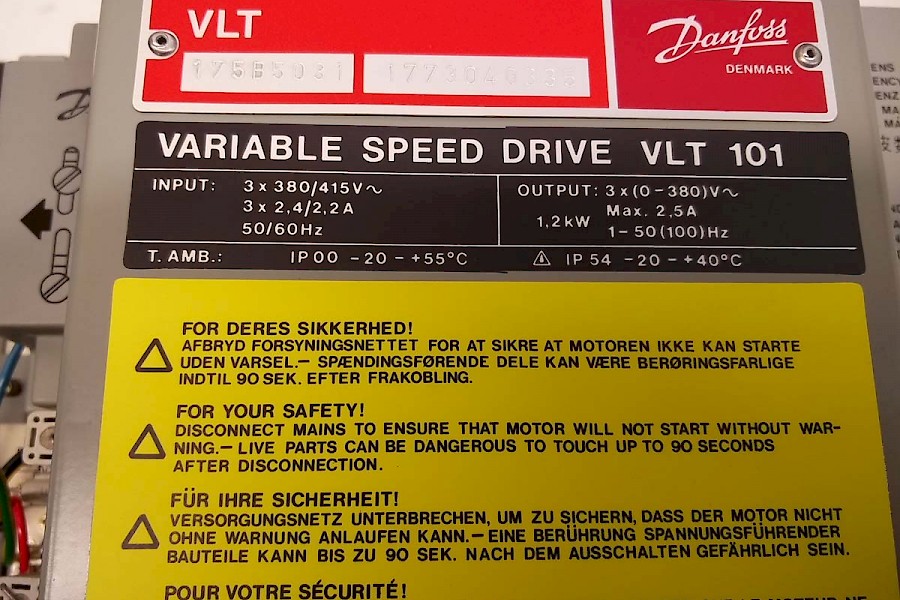 VLT
175B5031
Danfoss
DENMARK
VARIABLE SPEED DRIVE VLT 101
INPUT: 3 x 380/415V~
3 x 2,4/2,2A
50/60Hz
OUTPUT: 3 x (0-380)V~
1,2kW Max. 2,5A
1-50(100)Hz
T. AMB.: IP 00 -20 - +55°C
⚠ IP 54 -20 - +40°C
FOR DERES SIKKERHED!
AFBRYD FORSYNINGSNETTET FOR AT SIKRE AT MOTOREN IKKE KAN STARTE
UDEN VARSEL.– SPÆNDINGSFØRENDE DELE KAN VÆRE BERØRINGSFARLIGE
INDTIL 90 SEK. EFTER FRAKOBLING.
FOR YOUR SAFETY!
DISCONNECT MAINS TO ENSURE THAT MOTOR WILL NOT START WITHOUT WAR-
NING.– LIVE PARTS CAN BE DANGEROUS TO TOUCH UP TO 90 SECONDS
AFTER DISCONNECTION.
FÜR IHRE SICHERHEIT!
VERSORGUNGSNETZ UNTERBRECHEN, UM ZU SICHERN, DASS DER MOTOR NICHT
OHNE WARNUNG ANLAUFEN KANN.– EINE BERÜHRUNG SPANNUNGSFÜHRENDER
BAUTEILE KANN BIS ZU 90 SEK. NACH DEM AUSSCHALTEN GEFÄHRLICH SEIN.
POUR VOTRE SÉCURITÉ!